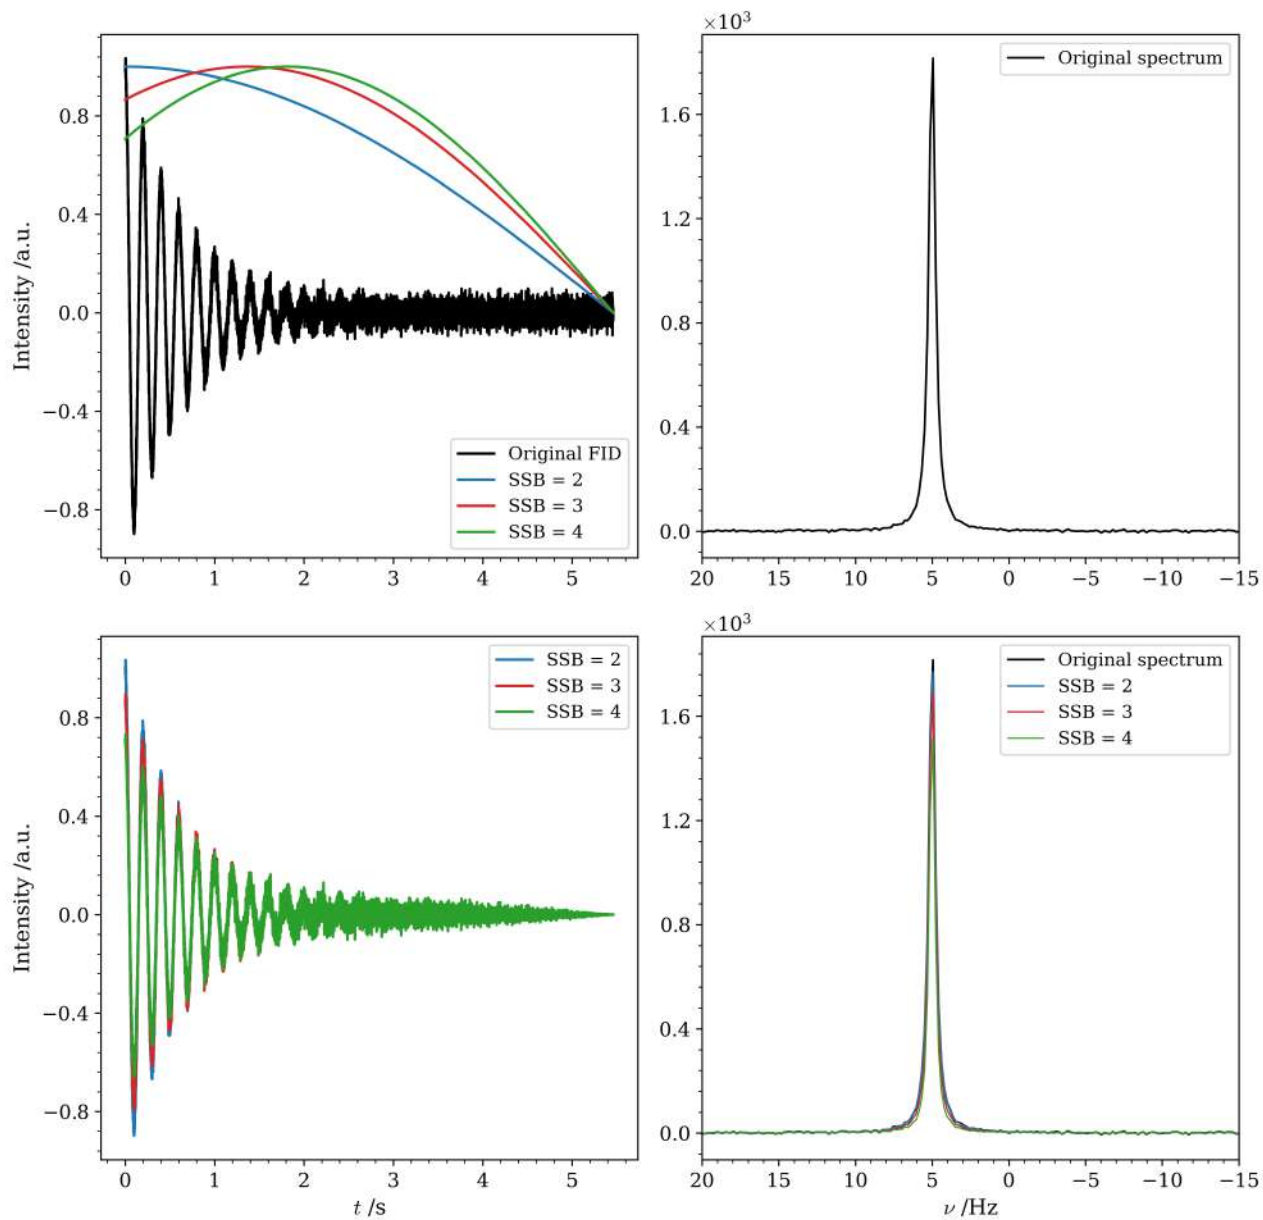 ×10³
Original spectrum
Intensity /a.u.
0.8
0.4
0.0
−0.4
−0.8
Original FID
SSB = 2
SSB = 3
SSB = 4
0 1 2 3 4 5
1.6
1.2
0.8
0.4
0.0
20 15 10 5 0 −5 −10 −15
×10³
SSB = 2
SSB = 3
SSB = 4
Intensity /a.u.
0.8
0.4
0.0
−0.4
−0.8
0 1 2 3 4 5
t /s
Original spectrum
SSB = 2
SSB = 3
SSB = 4
1.6
1.2
0.8
0.4
0.0
20 15 10 5 0 −5 −10 −15
ν /Hz